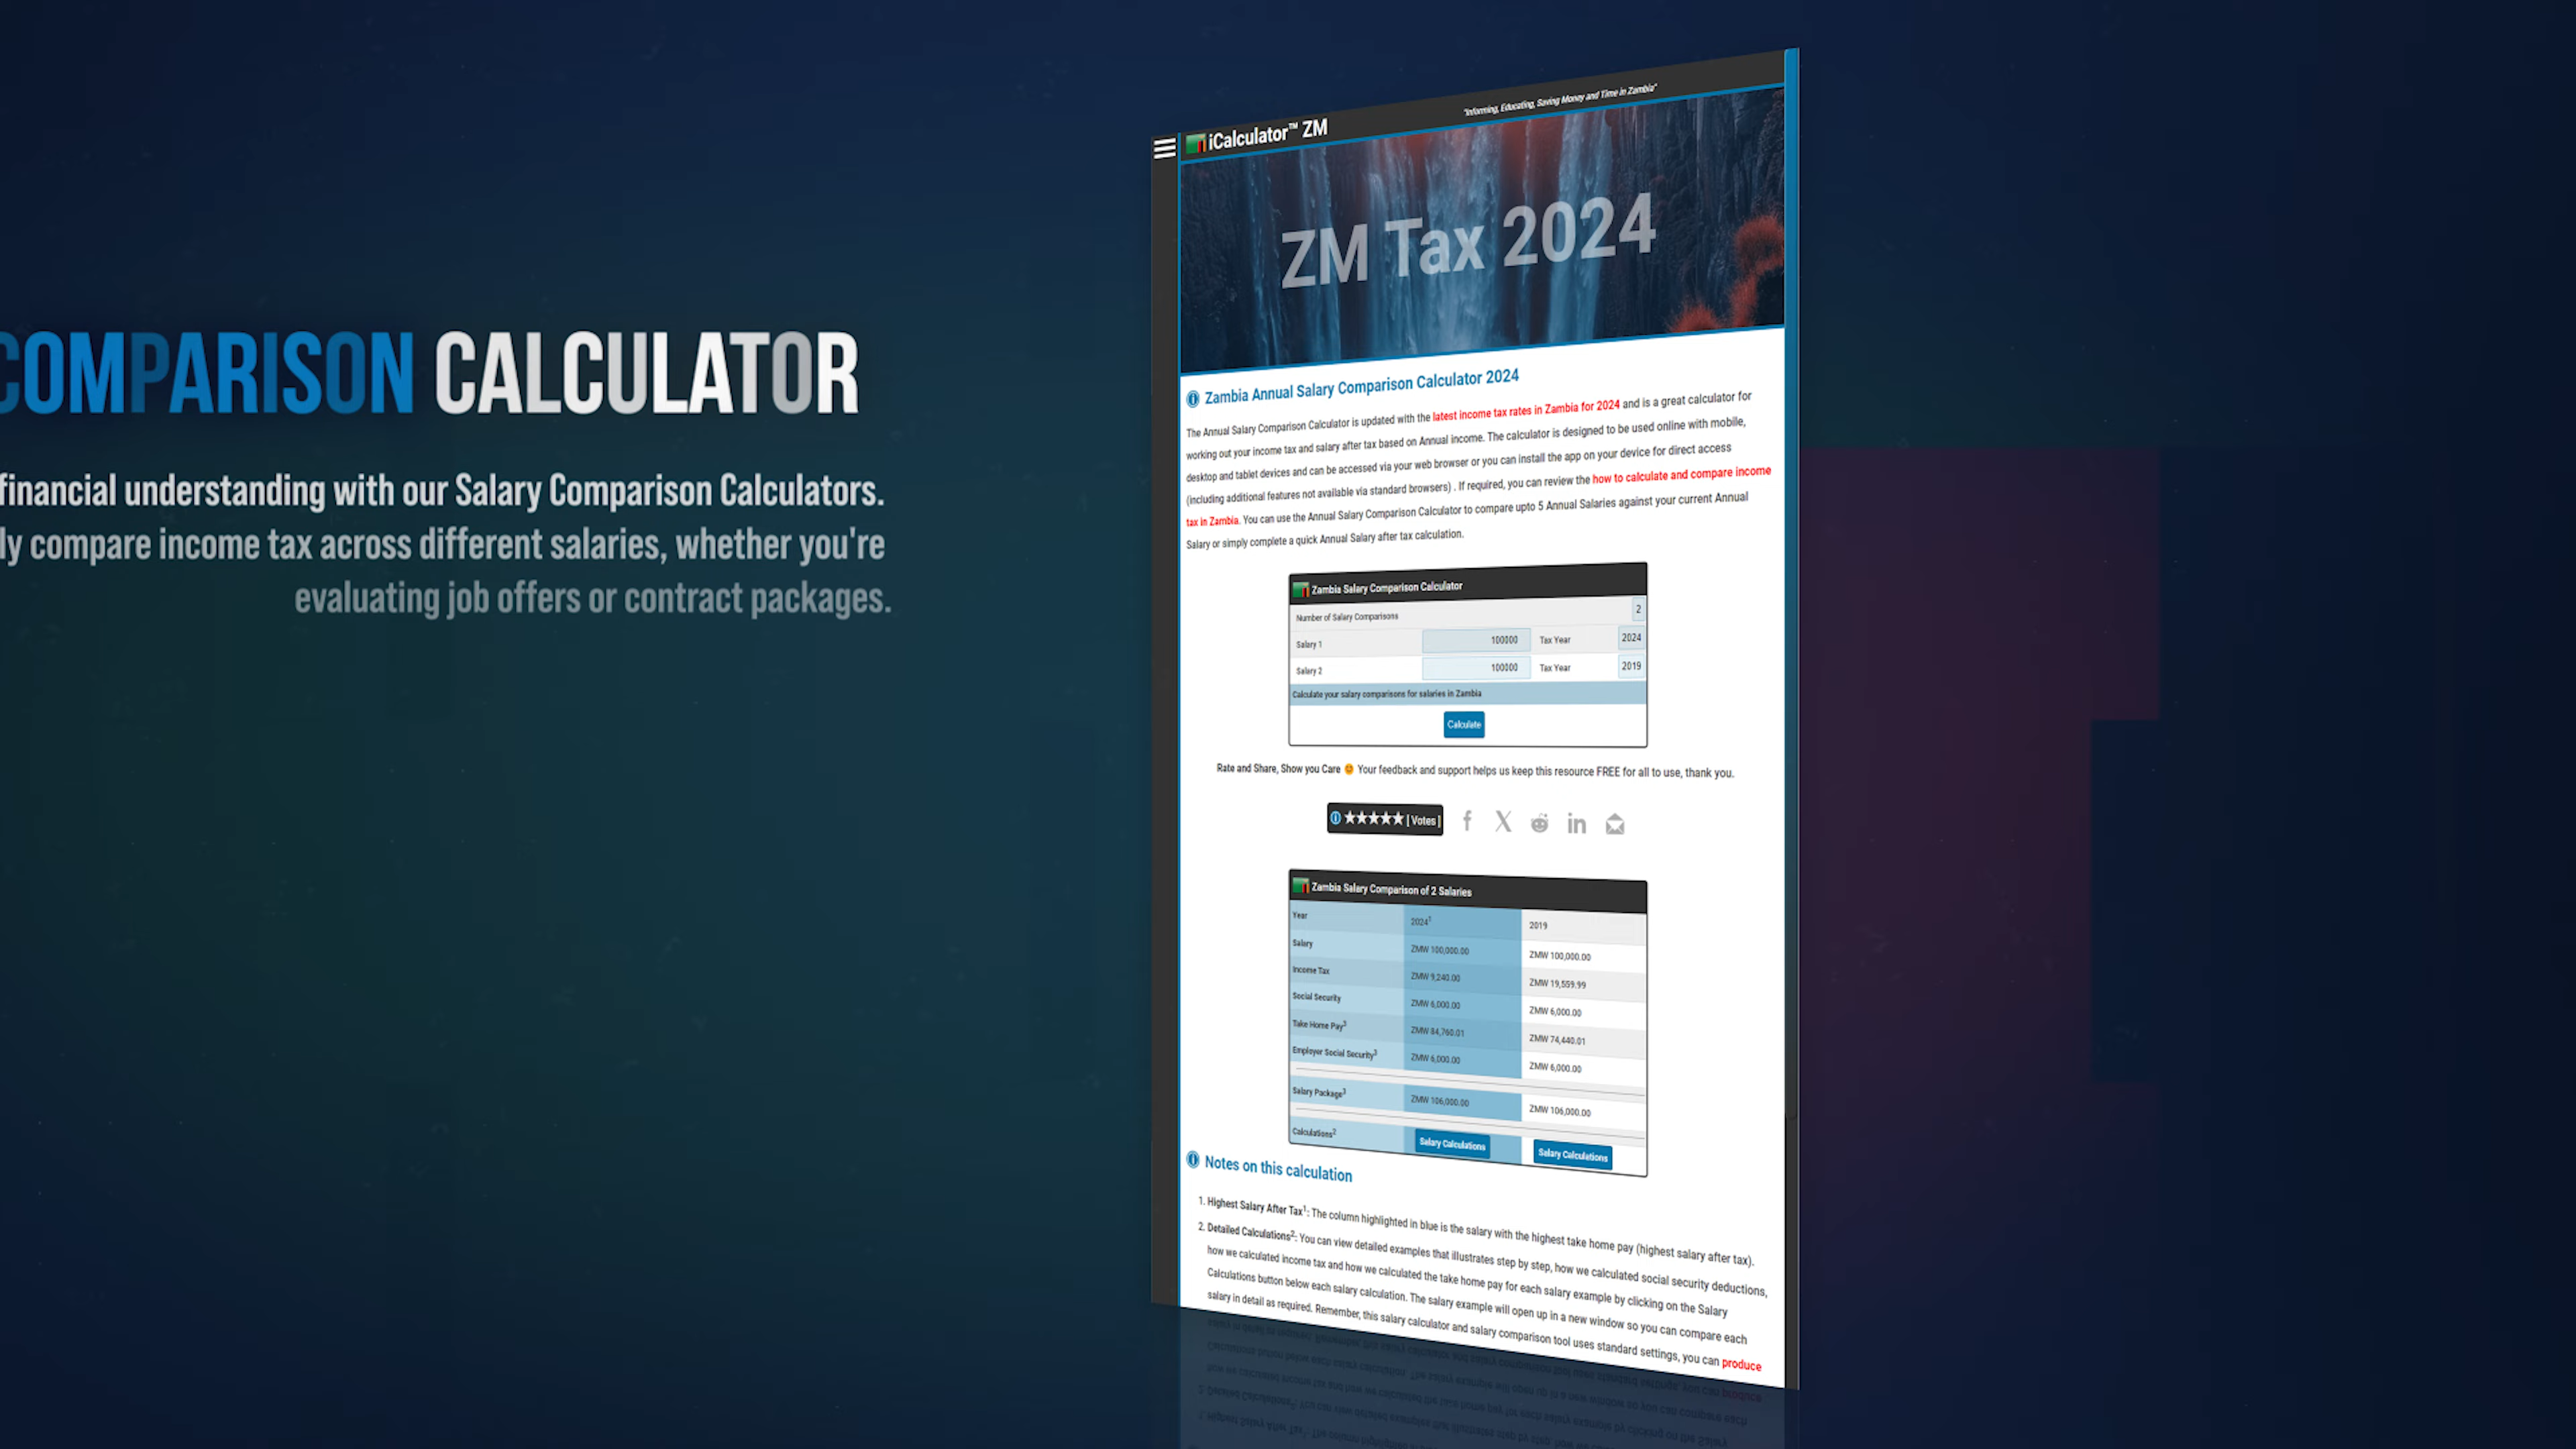 COMPARISON CALCULATOR
financial understanding with our Salary Comparison Calculators.
ly compare income tax across different salaries, whether you're
evaluating job offers or contract packages.
iCalculator™ ZM
"Informing, Educating, Saving Money and Time in Zambia"
ZM Tax 2024
Zambia Annual Salary Comparison Calculator 2024
The Annual Salary Comparison Calculator is updated with the latest income tax rates in Zambia for 2024 and is a great calculator for
working out your income tax and salary after tax based on Annual income. The calculator is designed to be used online with mobile,
desktop and tablet devices and can be accessed via your web browser or you can install the app on your device for direct access
(including additional features not available via standard browsers) . If required, you can review the how to calculate and compare income
tax in Zambia. You can use the Annual Salary Comparison Calculator to compare upto 5 Annual Salaries against your current Annual
Salary or simply complete a quick Annual Salary after tax calculation.
Zambia Salary Comparison Calculator
Number of Salary Comparisons 2
Salary 1 100000 Tax Year 2024
Salary 2 100000 Tax Year 2019
Calculate your salary comparisons for salaries in Zambia
Calculate
Rate and Share, Show you Care 😊 Your feedback and support helps us keep this resource FREE for all to use, thank you.
★★★★★ [ Votes ]
Zambia Salary Comparison of 2 Salaries
Year 2024¹ 2019
Salary ZMW 100,000.00 ZMW 100,000.00
Income Tax ZMW 9,240.00 ZMW 19,559.99
Social Security ZMW 6,000.00 ZMW 6,000.00
Take Home Pay³ ZMW 84,760.01 ZMW 74,440.01
Employer Social Security³ ZMW 6,000.00 ZMW 6,000.00
Salary Package³ ZMW 106,000.00 ZMW 106,000.00
Calculations² Salary Calculations Salary Calculations
Notes on this calculation
1. Highest Salary After Tax¹: The column highlighted in blue is the salary with the highest take home pay (highest salary after tax).
2. Detailed Calculations²: You can view detailed examples that illustrates step by step, how we calculated social security deductions,
how we calculated income tax and how we calculated the take home pay for each salary example by clicking on the Salary
Calculations button below each salary calculation. The salary example will open up in a new window so you can compare each
salary in detail as required. Remember, this salary calculator and salary comparison tool uses standard settings, you can produce